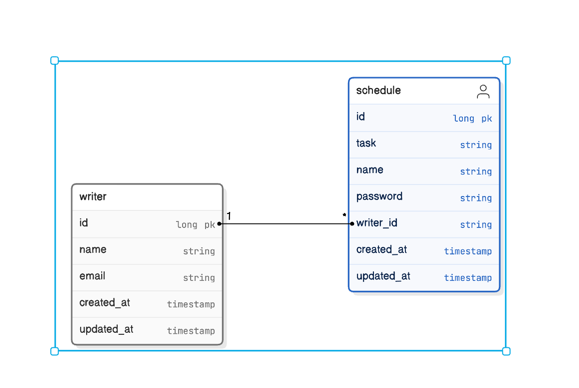 schedule
id long pk
task string
name string
password string
writer_id string
created_at timestamp
updated_at timestamp
writer
id long pk
name string
email string
created_at timestamp
updated_at timestamp
1
*